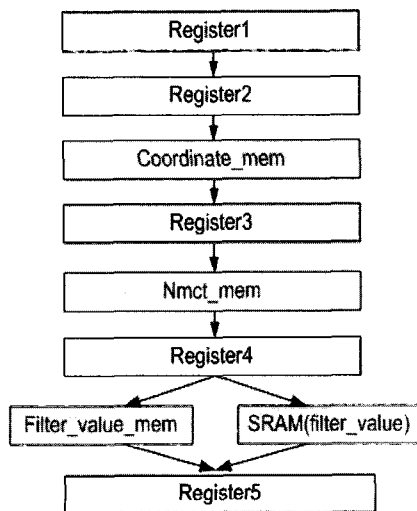 Register1
Register2
Coordinate_mem
Register3
Nmct_mem
Register4
Filter_value_mem
SRAM(filter_value)
Register5